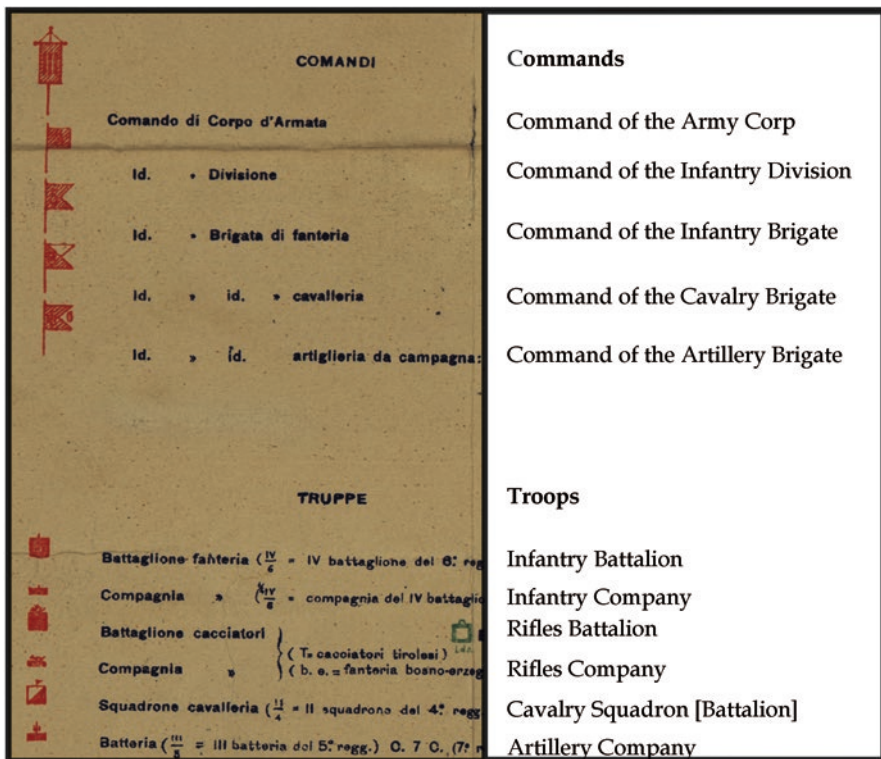 COMANDI
Commands
Comando di Corpo d'Armata
Command of the Army Corp
Id. » Divisione
Command of the Infantry Division
Id. » Brigata di fanteria
Command of the Infantry Brigate
Id. » id. » cavalleria
Command of the Cavalry Brigate
Id. » id. artiglieria da campagna:
Command of the Artillery Brigate
TRUPPE
Troops
Battaglione fanteria (IV/6 = IV battaglione del 6.° reg
Infantry Battalion
Compagnia » = compagnia del IV battaglio
Infantry Company
Battaglione cacciatori
Rifles Battalion
(T.= cacciatori tirolesi)
Compagnia »
(b. e. = fanteria bosno-erzeg
Rifles Company
Squadrone cavalleria (II/4 = II squadrone del 4.° regg
Cavalry Squadron [Battalion]
Batteria (III/5 = III batteria del 5.° regg.) O. 7 C. (7.° r
Artillery Company